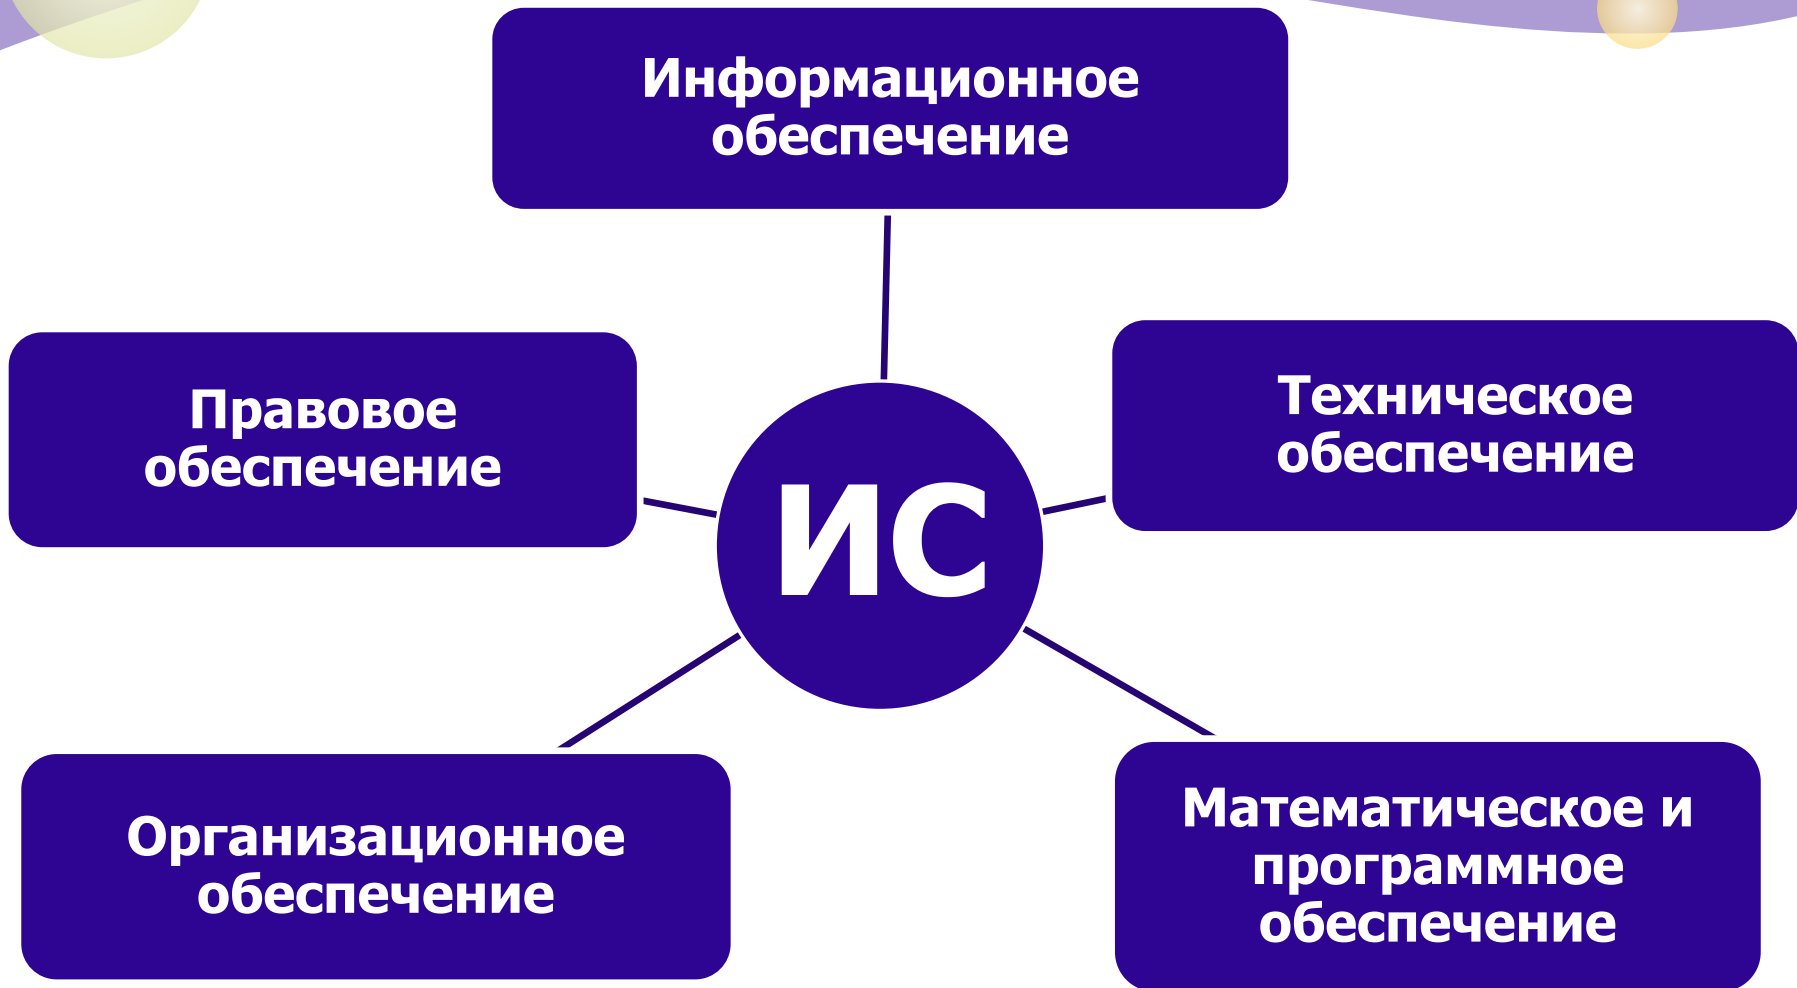 Информационное
обеспечение
Правовое
обеспечение
Техническое
обеспечение
ИС
Организационное
обеспечение
Математическое и
программное
обеспечение